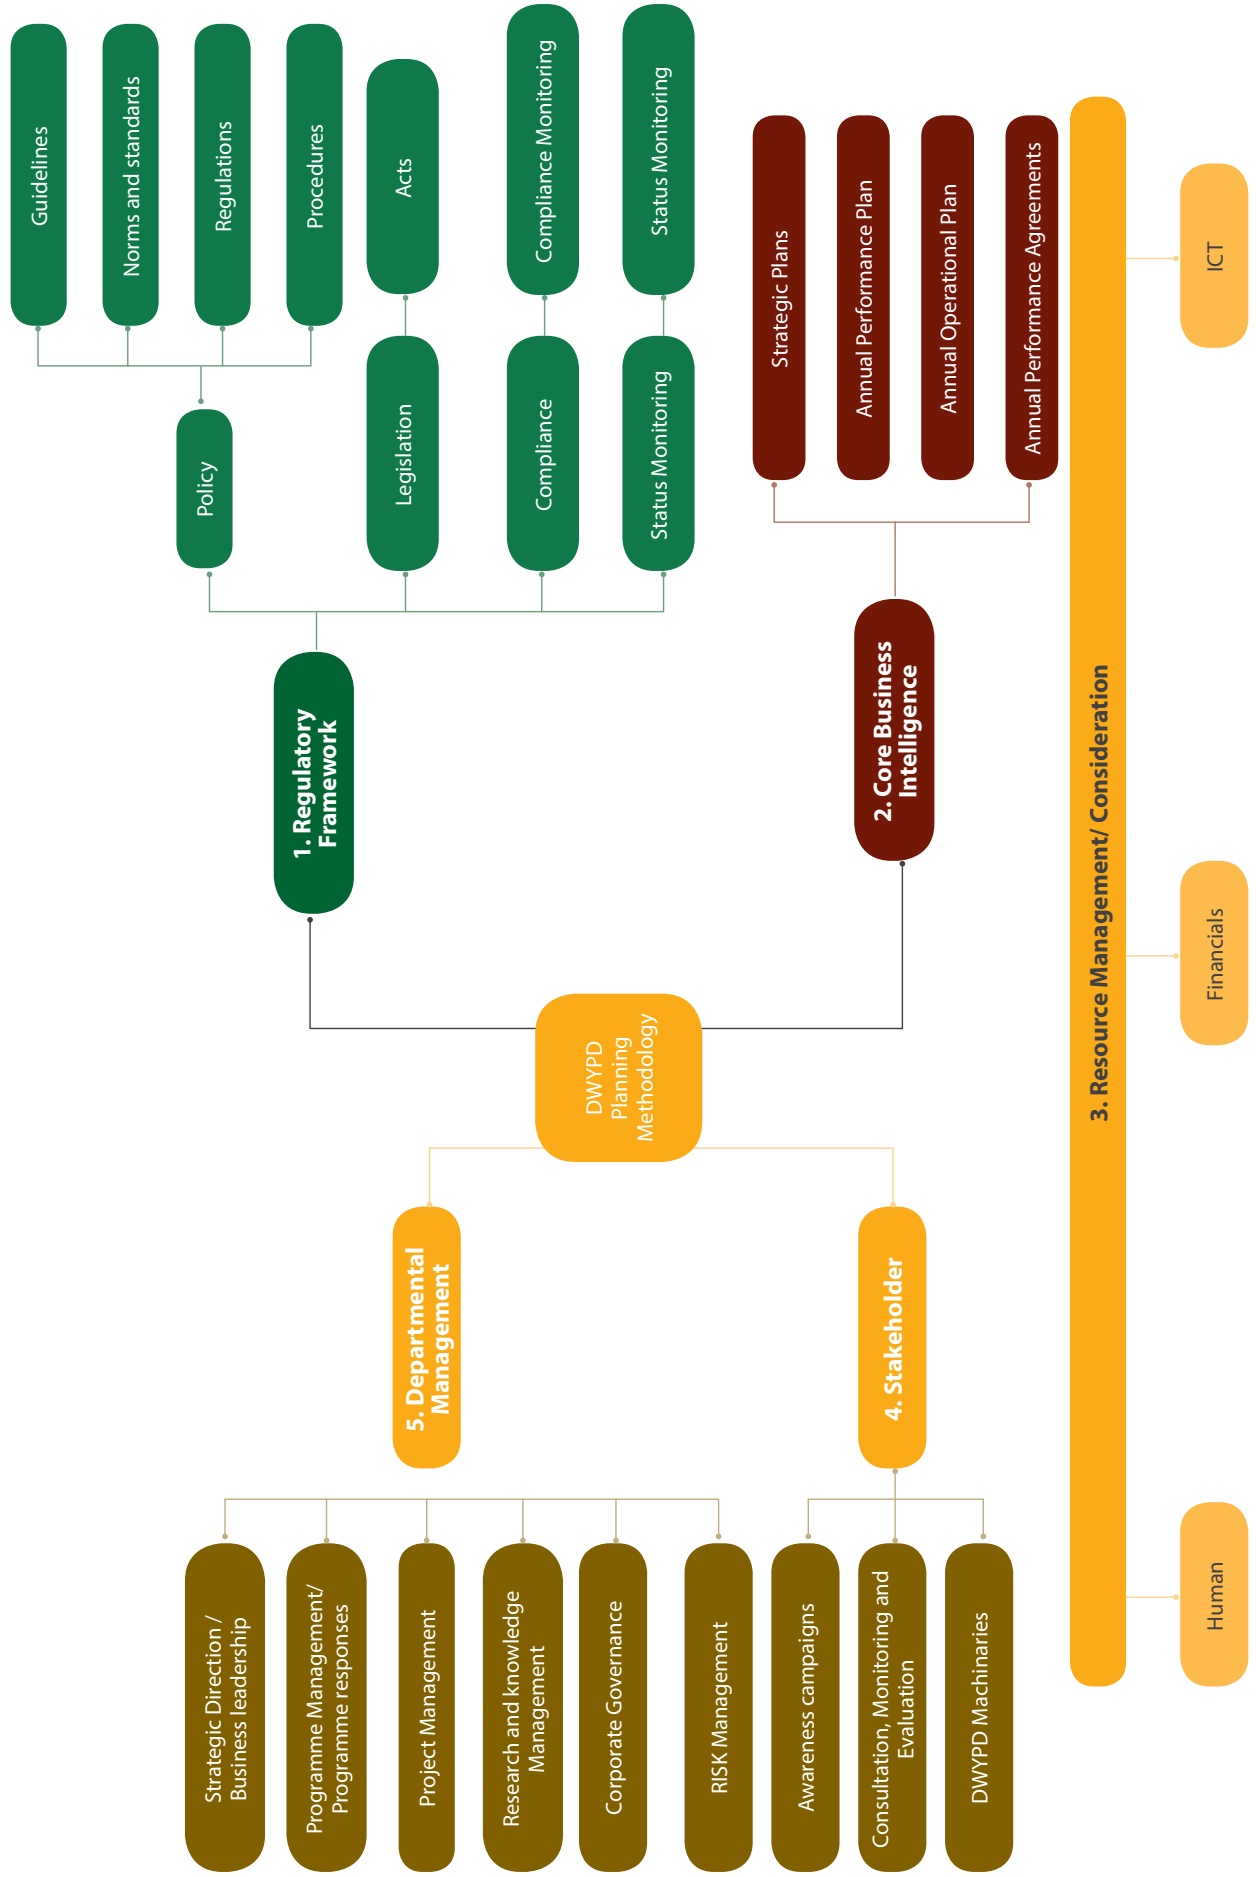 Strategic Direction /
Business leadership
Programme Management/
Programme responses
Project Management
Research and knowledge
Management
Corporate Governance
RISK Management
Awareness campaigns
Consultation, Monitoring and
Evaluation
DWYPD Machinaries
5. Departmental
Management
4. Stakeholder
DWYPD
Planning
Methodology
1. Regulatory
Framework
2. Core Business
Intelligence
Policy
Legislation
Compliance
Status Monitoring
Guidelines
Norms and standards
Regulations
Procedures
Acts
Compliance Monitoring
Status Monitoring
Strategic Plans
Annual Performance Plan
Annual Operational Plan
Annual Performance Agreements
3. Resource Management/ Consideration
Human
Financials
ICT